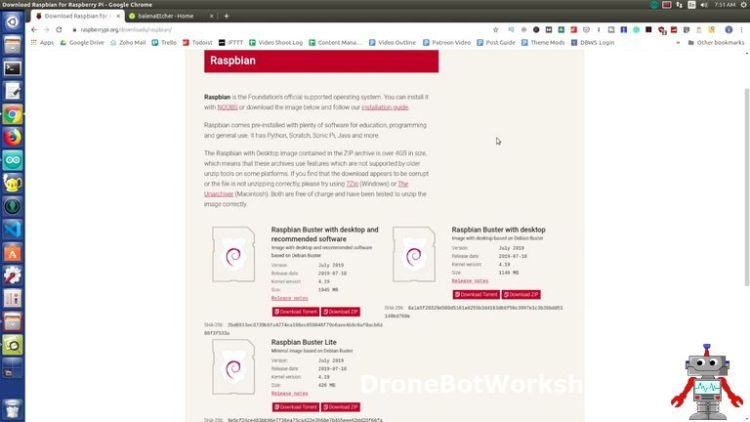 Download Raspbian for Raspberry Pi - Google Chrome
7:51 AM
Download Raspbian for
balenaEtcher - Home
raspberrypi.org/downloads/raspbian/
Apps
Google Drive
Zoho Mail
Trello
Todoist
IFTTT
Video Shoot Log
Content Mana...
Video Outline
Patreon Video
Post Guide
Theme Mods
DBWS Linkedin
Other bookmarks
Raspbian
Raspbian is the Foundation's official supported operating system. You can install it
with NOOBS or download the image below and follow our installation guide.
Raspbian comes pre-installed with plenty of software for education, programming
and general use. It has Python, Scratch, Sonic Pi, Java and more.
The Raspbian with Desktop image contained in the ZIP archive is over 4GB in size,
which means that these archives use features which are not supported by older
unzip tools on some platforms. If you find that the download appears to be corrupt
or the file is not unzipping correctly, please try using 7Zip (Windows) or The
Unarchiver (Macintosh). Both are free of charge and have been tested to unzip the
image correctly.
Raspbian Buster with desktop and
recommended software
Image with desktop and recommended software
based on Debian Buster
Version July 2019
Release date 2019-07-10
Kernel version 4.19
Size 1945 MB
Release notes
Download Torrent Download ZIP
SHA-256:
Raspbian Buster with desktop
Image with desktop based on Debian Buster
Version July 2019
Release date 2019-07-10
Kernel version 4.19
Size 1149 MB
Release notes
Download Torrent Download ZIP
SHA-256:
Raspbian Buster Lite
Minimal image based on Debian Buster
Version July 2019
Release date 2019-07-10
Kernel version 4.19
Size 426 MB
Release notes
Download Torrent Download ZIP
SHA-256:
DroneBotWorksh